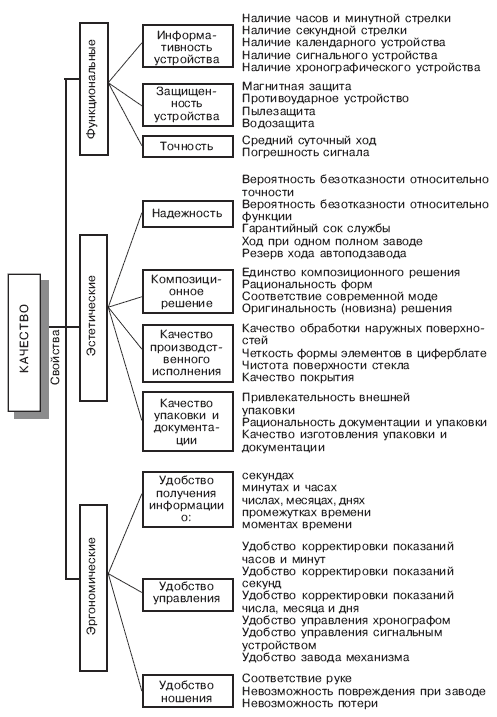 КАЧЕСТВО
Свойства
Функциональные
Информа-
тивность
устройства
Наличие часов и минутной стрелки
Наличие секундной стрелки
Наличие календарного устройства
Наличие сигнального устройства
Наличие хронографического устройства
Защищен-
ность
устройства
Магнитная защита
Противоударное устройство
Пылезащита
Водозащита
Точность
Средний суточный ход
Погрешность сигнала
Эстетические
Надежность
Вероятность безотказности относительно
точности
Вероятность безотказности относительно
функции
Гарантийный сок службы
Ход при одном полном заводе
Резерв хода автоподзавода
Композици-
онное
решение
Единство композиционного решения
Рациональность форм
Соответствие современной моде
Оригинальность (новизна) решения
Качество
производст-
венного
исполнения
Качество обработки наружных поверхно-
стей
Четкость формы элементов в циферблате
Чистота поверхности стекла
Качество покрытия
Качество
упаковки и
документа-
ции
Привлекательность внешней
упаковки
Рациональность документации и упаковки
Качество изготовления упаковки и
документации
Эргономические
Удобство
получения
информации
о:
секундах
минутах и часах
числах, месяцах, днях
промежутках времени
моментах времени
Удобство
управления
Удобство корректировки показаний
часов и минут
Удобство корректировки показаний
секунд
Удобство корректировки показаний
числа, месяца и дня
Удобство управления хронографом
Удобство управления сигнальным
устройством
Удобство завода механизма
Удобство
ношения
Соответствие руке
Невозможность повреждения при заводе
Невозможность потери